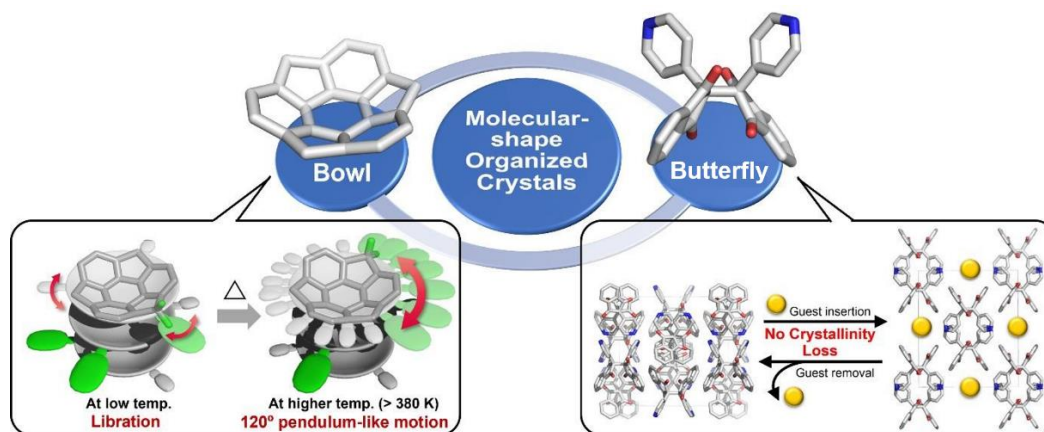 Molecular-
shape
Organized
Crystals
Bowl
Butterfly
△
At low temp.
Libration
At higher temp. (> 380 K)
120º pendulum-like motion
Guest insertion
No Crystallinity
Loss
Guest removal